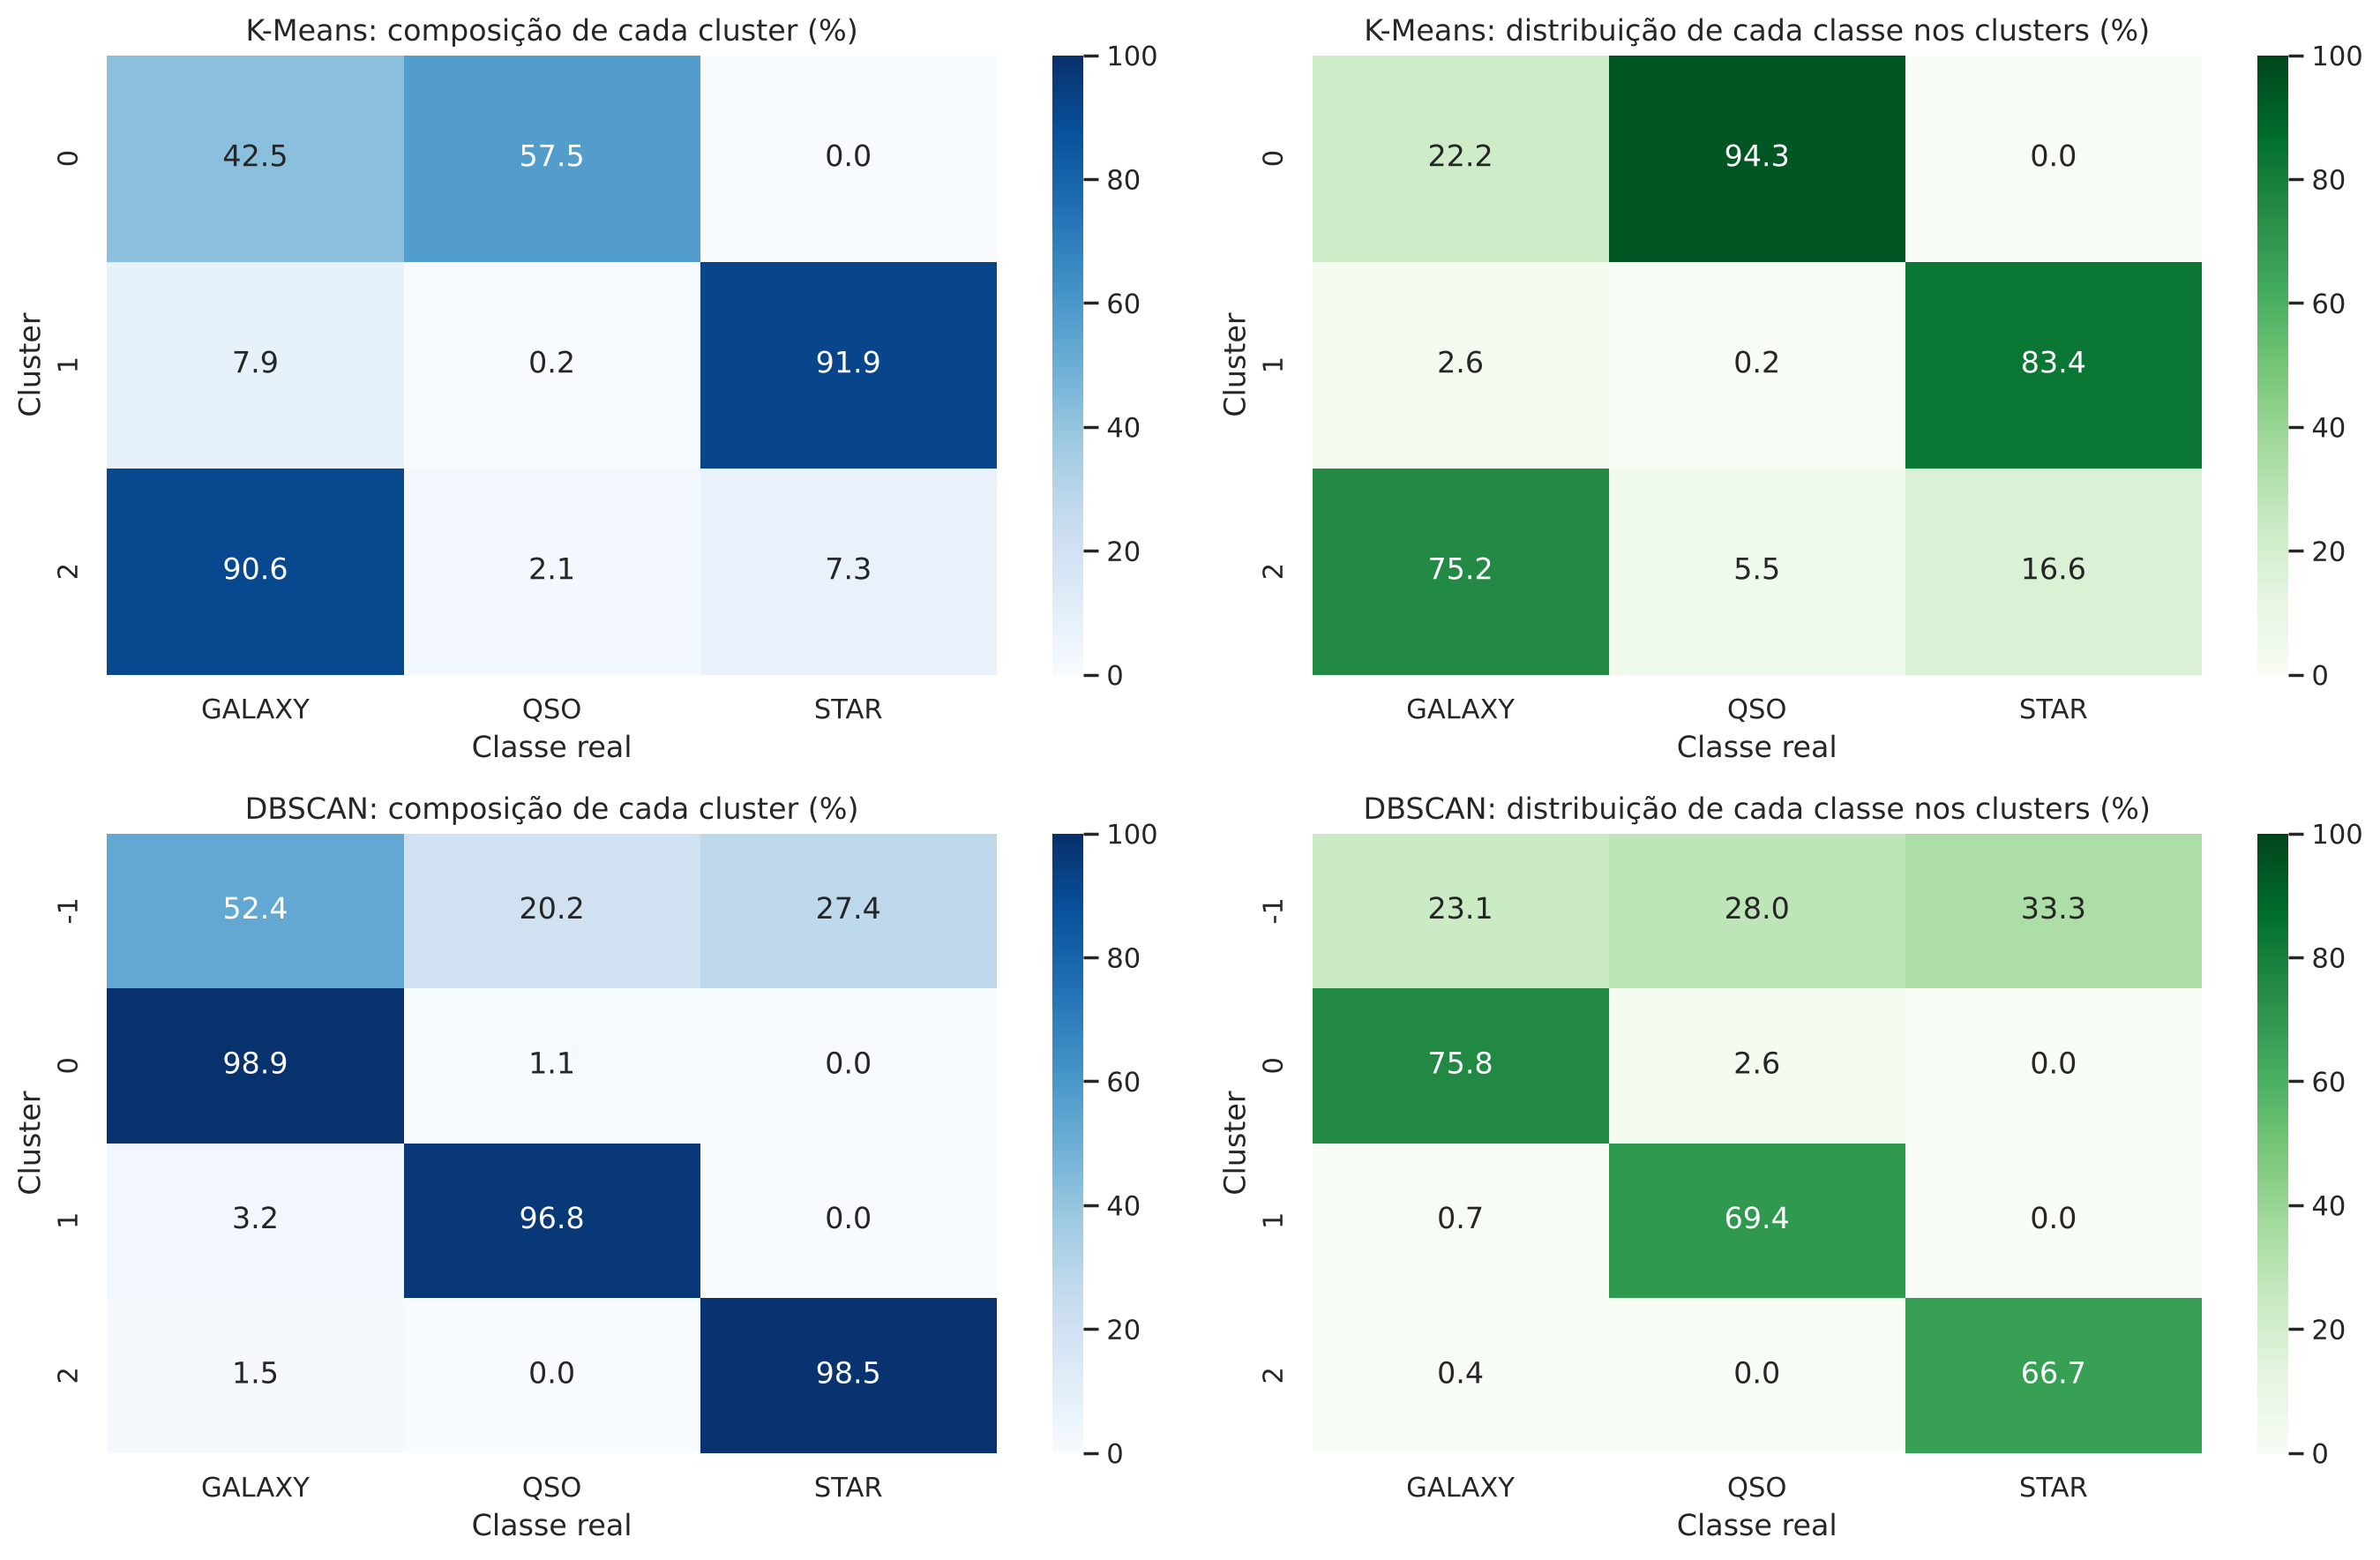 K-Means: composição de cada cluster (%)
42.5 57.5 0.0
7.9 0.2 91.9
90.6 2.1 7.3
0
1
2
Cluster
GALAXY QSO STAR
Classe real
100
80
60
40
20
0
K-Means: distribuição de cada classe nos clusters (%)
22.2 94.3 0.0
2.6 0.2 83.4
75.2 5.5 16.6
0
1
2
Cluster
GALAXY QSO STAR
Classe real
100
80
60
40
20
0
DBSCAN: composição de cada cluster (%)
52.4 20.2 27.4
98.9 1.1 0.0
3.2 96.8 0.0
1.5 0.0 98.5
-1
0
1
2
Cluster
GALAXY QSO STAR
Classe real
100
80
60
40
20
0
DBSCAN: distribuição de cada classe nos clusters (%)
23.1 28.0 33.3
75.8 2.6 0.0
0.7 69.4 0.0
0.4 0.0 66.7
-1
0
1
2
Cluster
GALAXY QSO STAR
Classe real
100
80
60
40
20
0